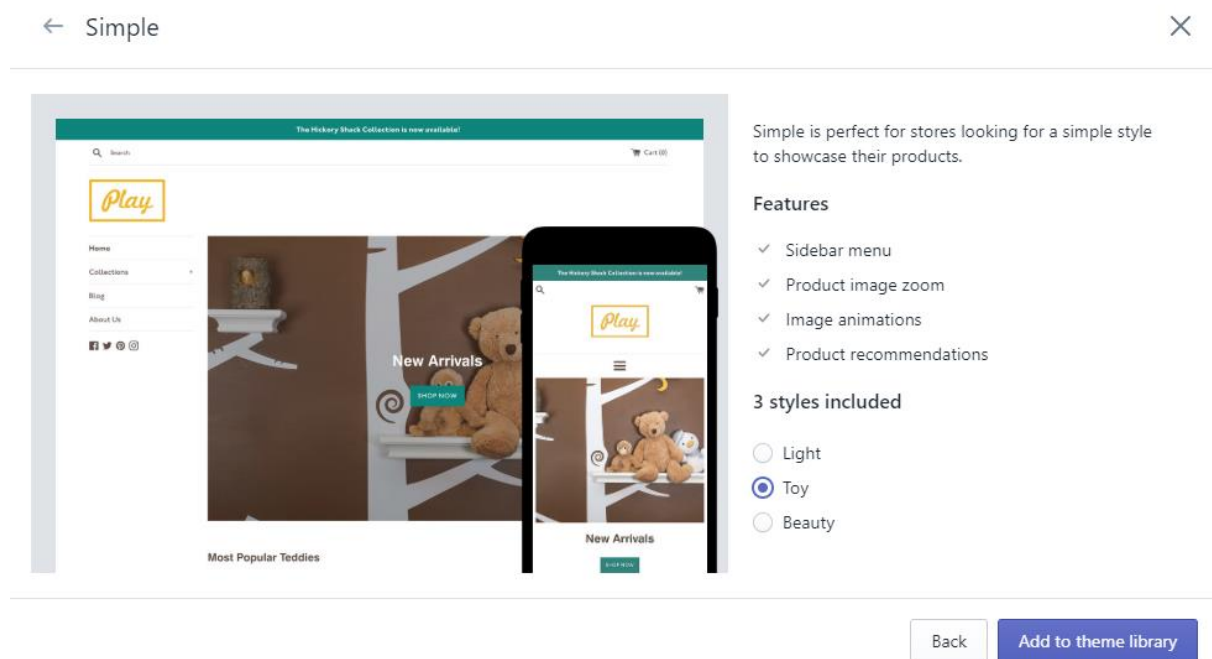 Simple
The Hickory Shack Collection is now available!
Search
Cart (0)
Play
Home
Collections
+
Blog
About Us
New Arrivals
SHOP NOW
Most Popular Teddies
The Hickory Shack Collection is now available!
Play
New Arrivals
SHOP NOW
Simple is perfect for stores looking for a simple style
to showcase their products.
Features
Sidebar menu
Product image zoom
Image animations
Product recommendations
3 styles included
Light
Toy
Beauty
Back
Add to theme library